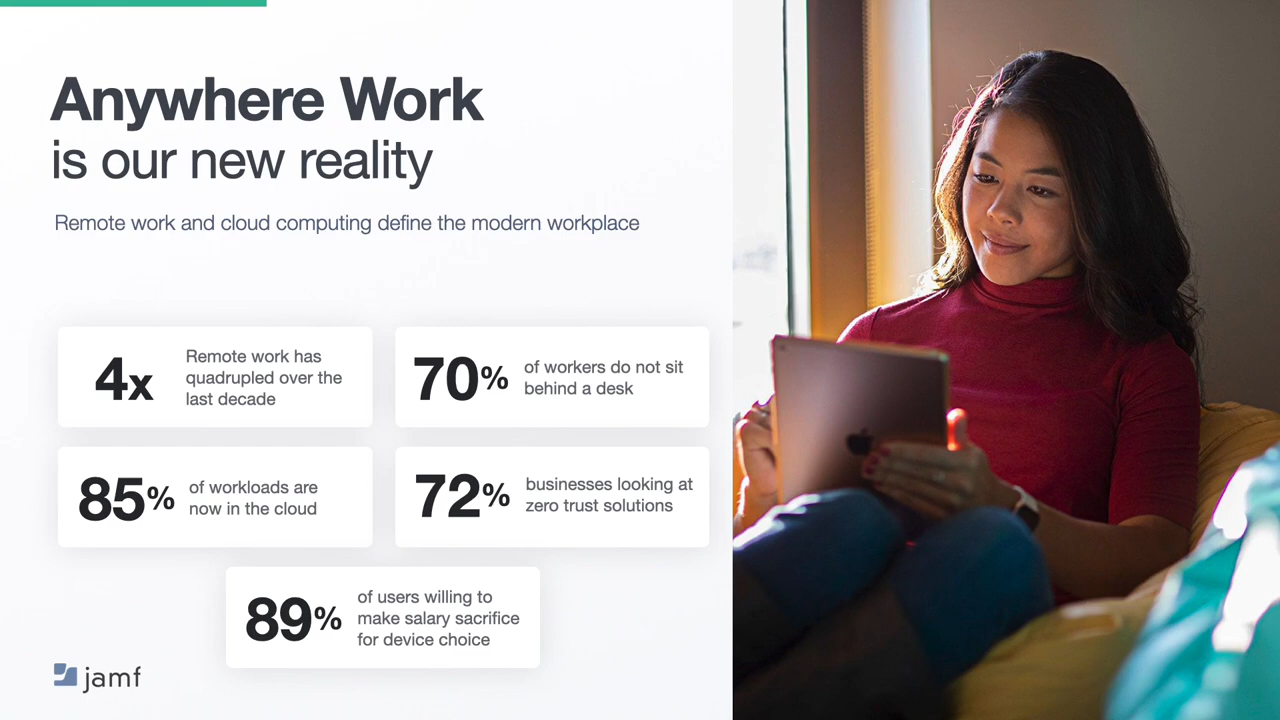 Anywhere Work
is our new reality
Remote work and cloud computing define the modern workplace
4x
Remote work has
quadrupled over the
last decade
70%
of workers do not sit
behind a desk
85%
of workloads are
now in the cloud
72%
businesses looking at
zero trust solutions
89%
of users willing to
make salary sacrifice
for device choice
jamf